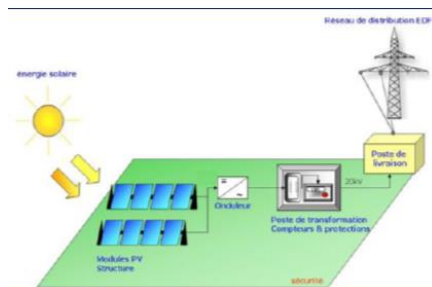 Réseau de distribution EDF
énergie solaire
Poste de
livraison
20kV
Onduleur
Poste de transformation
Compteurs & protections
Modules PV
Structure
sécurité